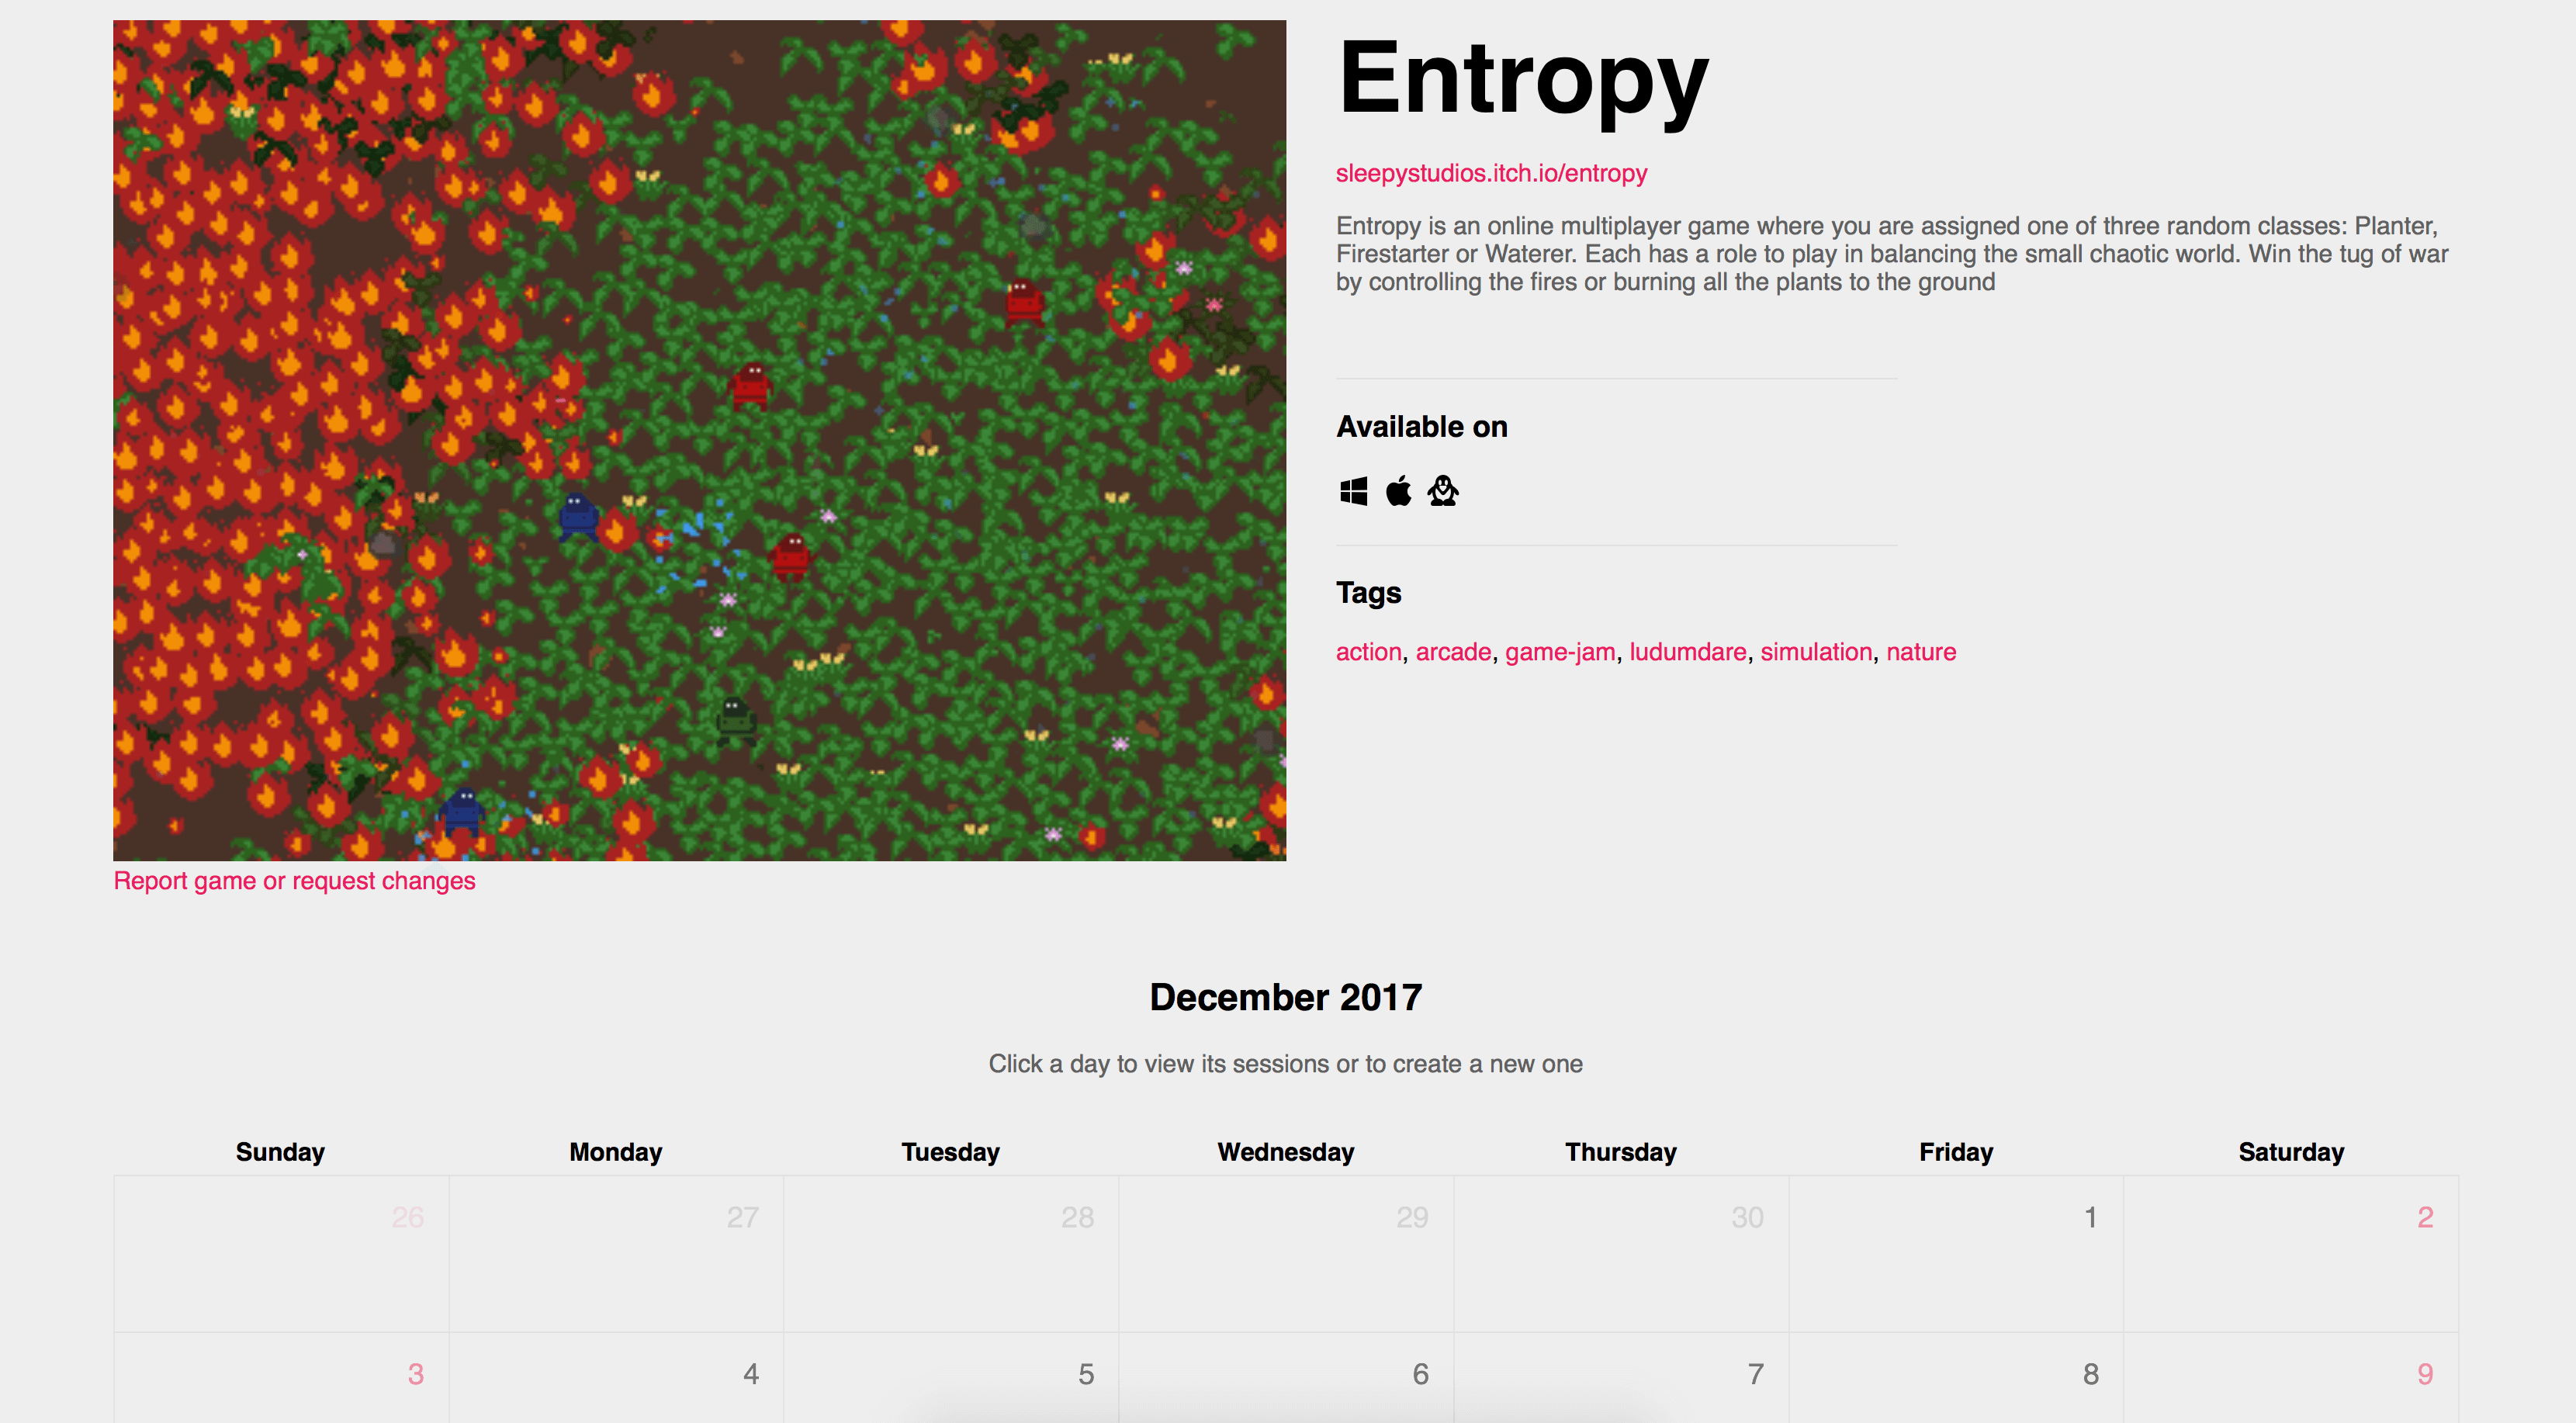 Entropy
sleepystudios.itch.io/entropy
Entropy is an online multiplayer game where you are assigned one of three random classes: Planter,
Firestarter or Waterer. Each has a role to play in balancing the small chaotic world. Win the tug of war
by controlling the fires or burning all the plants to the ground
Available on
Tags
action, arcade, game-jam, ludumdare, simulation, nature
Report game or request changes
December 2017
Click a day to view its sessions or to create a new one
Sunday Monday Tuesday Wednesday Thursday Friday Saturday
26 27 28 29 30 1 2
3 4 5 6 7 8 9